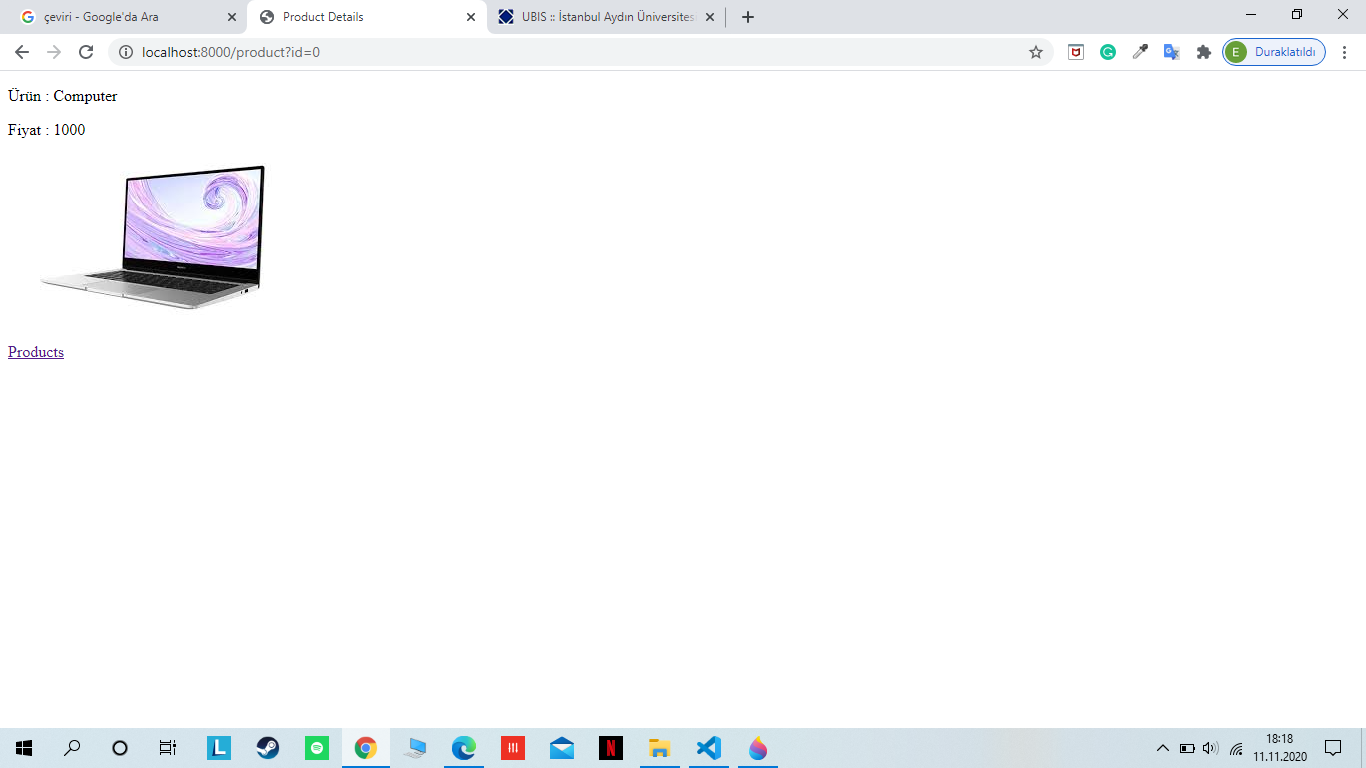 çeviri - Google'da Ara
Product Details
UBIS :: İstanbul Aydın Üniversites
localhost:8000/product?id=0
E Duraklatıldı
Ürün : Computer
Fiyat : 1000
Products
18:18
11.11.2020